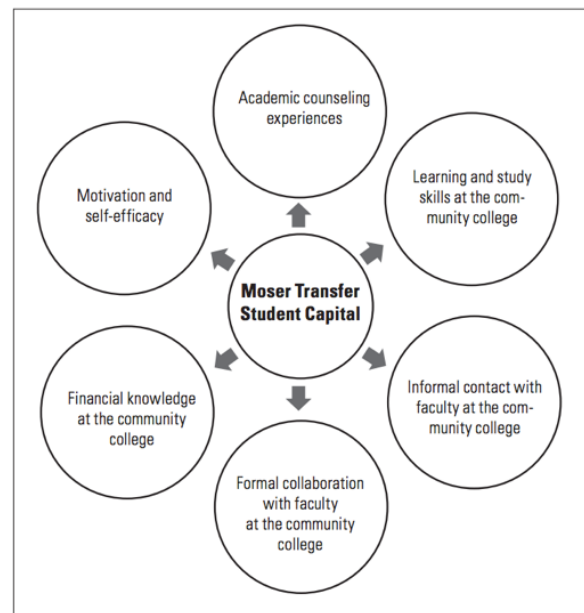 Academic counseling
experiences
Learning and study
skills at the com-
munity college
Motivation and
self-efficacy
Moser Transfer
Student Capital
Informal contact with
faculty at the com-
munity college
Financial knowledge
at the community
college
Formal collaboration
with faculty
at the community
college